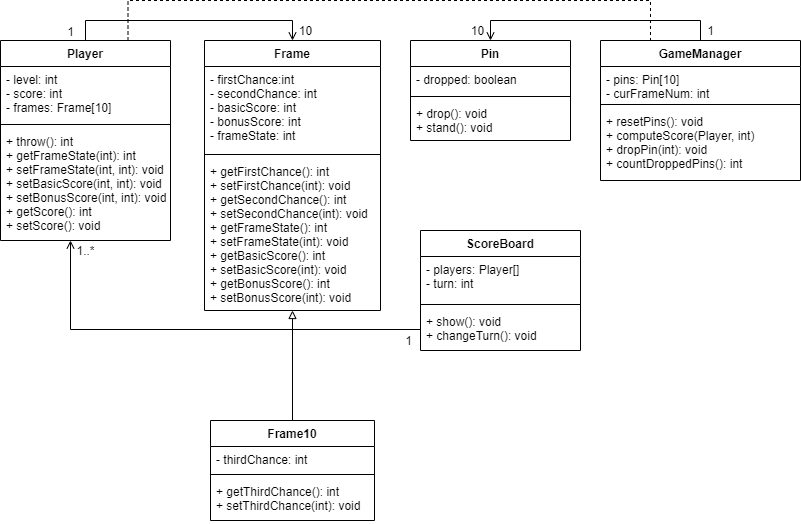 1
10
10
1
Player
- level: int
- score: int
- frames: Frame[10]
+ throw(): int
+ getFrameState(int): int
+ setFrameState(int, int): void
+ setBasicScore(int, int): void
+ setBonusScore(int, int): void
+ getScore(): int
+ setScore(): void
Frame
- firstChance:int
- secondChance: int
- basicScore: int
- bonusScore: int
- frameState: int
+ getFirstChance(): int
+ setFirstChance(int): void
+ getSecondChance(): int
+ setSecondChance(int): void
+ getFrameState(): int
+ setFrameState(int): void
+ getBasicScore(): int
+ setBasicScore(int): void
+ getBonusScore(): int
+ setBonusScore(int): void
Pin
- dropped: boolean
+ drop(): void
+ stand(): void
GameManager
- pins: Pin[10]
- curFrameNum: int
+ resetPins(): void
+ computeScore(Player, int)
+ dropPin(int): void
+ countDroppedPins(): int
1..*
ScoreBoard
- players: Player[]
- turn: int
+ show(): void
+ changeTurn(): void
1
Frame10
- thirdChance: int
+ getThirdChance(): int
+ setThirdChance(int): void